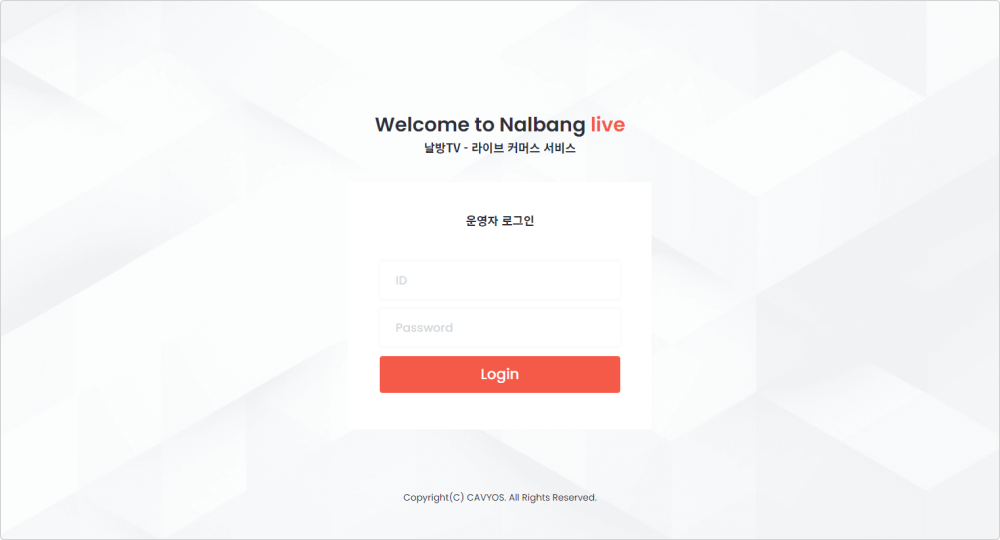 Welcome to Nalbang live
날방TV - 라이브 커머스 서비스
운영자 로그인
ID
Password
Login
Copyright(C) CAVYOS. All Rights Reserved.